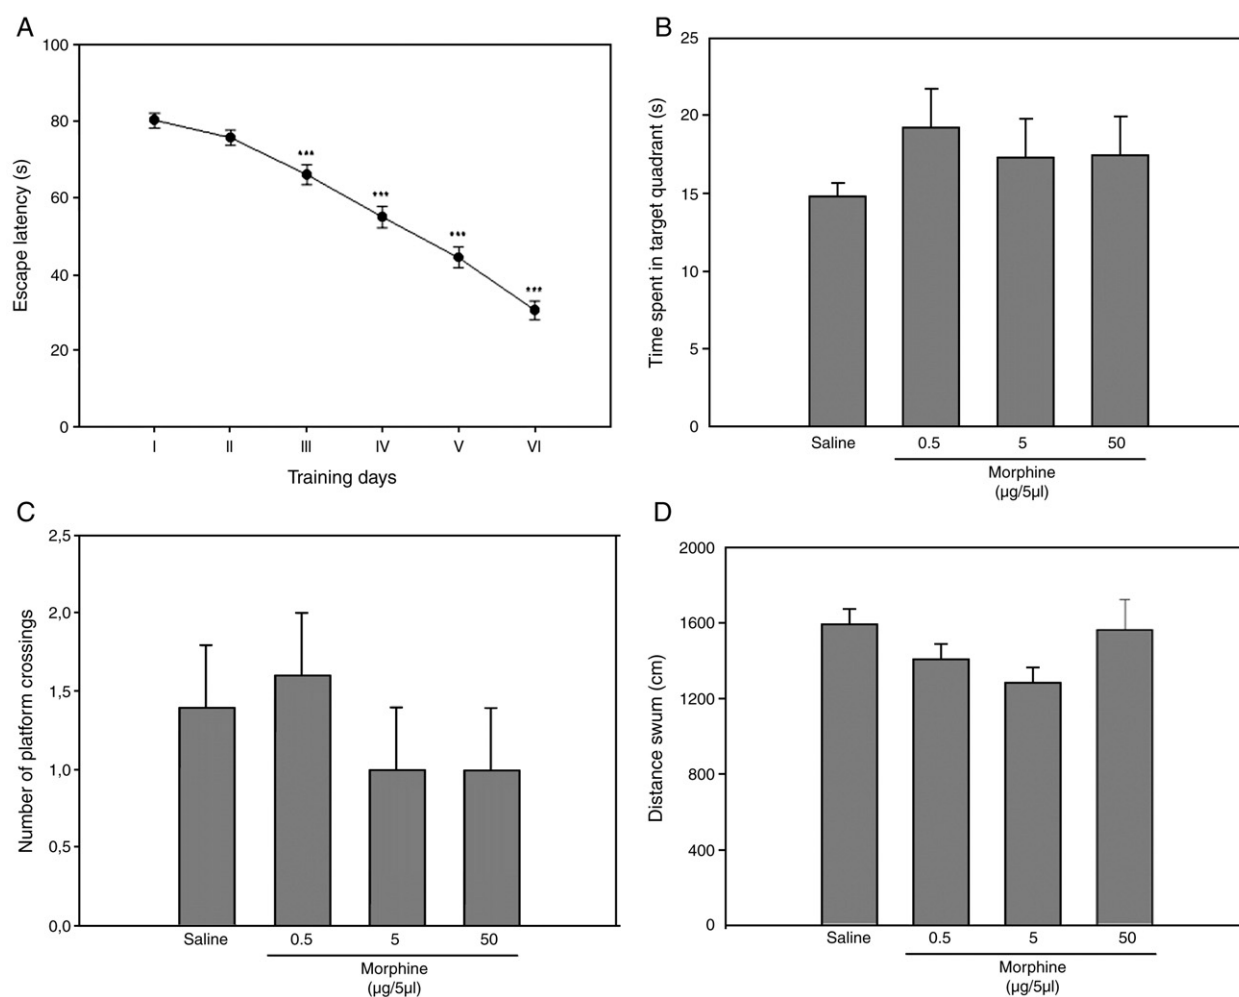 A
100
80
60
40
20
0
Escape latency (s)
***
***
***
***
I II III IV V VI
Training days
B
25
20
15
10
5
0
Time spent in target quadrant (s)
Saline 0.5 5 50
Morphine
(µg/5µl)
C
2,5
2,0
1,5
1,0
0,5
0,0
Number of platform crossings
Saline 0.5 5 50
Morphine
(µg/5µl)
D
2000
1600
1200
800
400
0
Distance swum (cm)
Saline 0.5 5 50
Morphine
(µg/5µl)